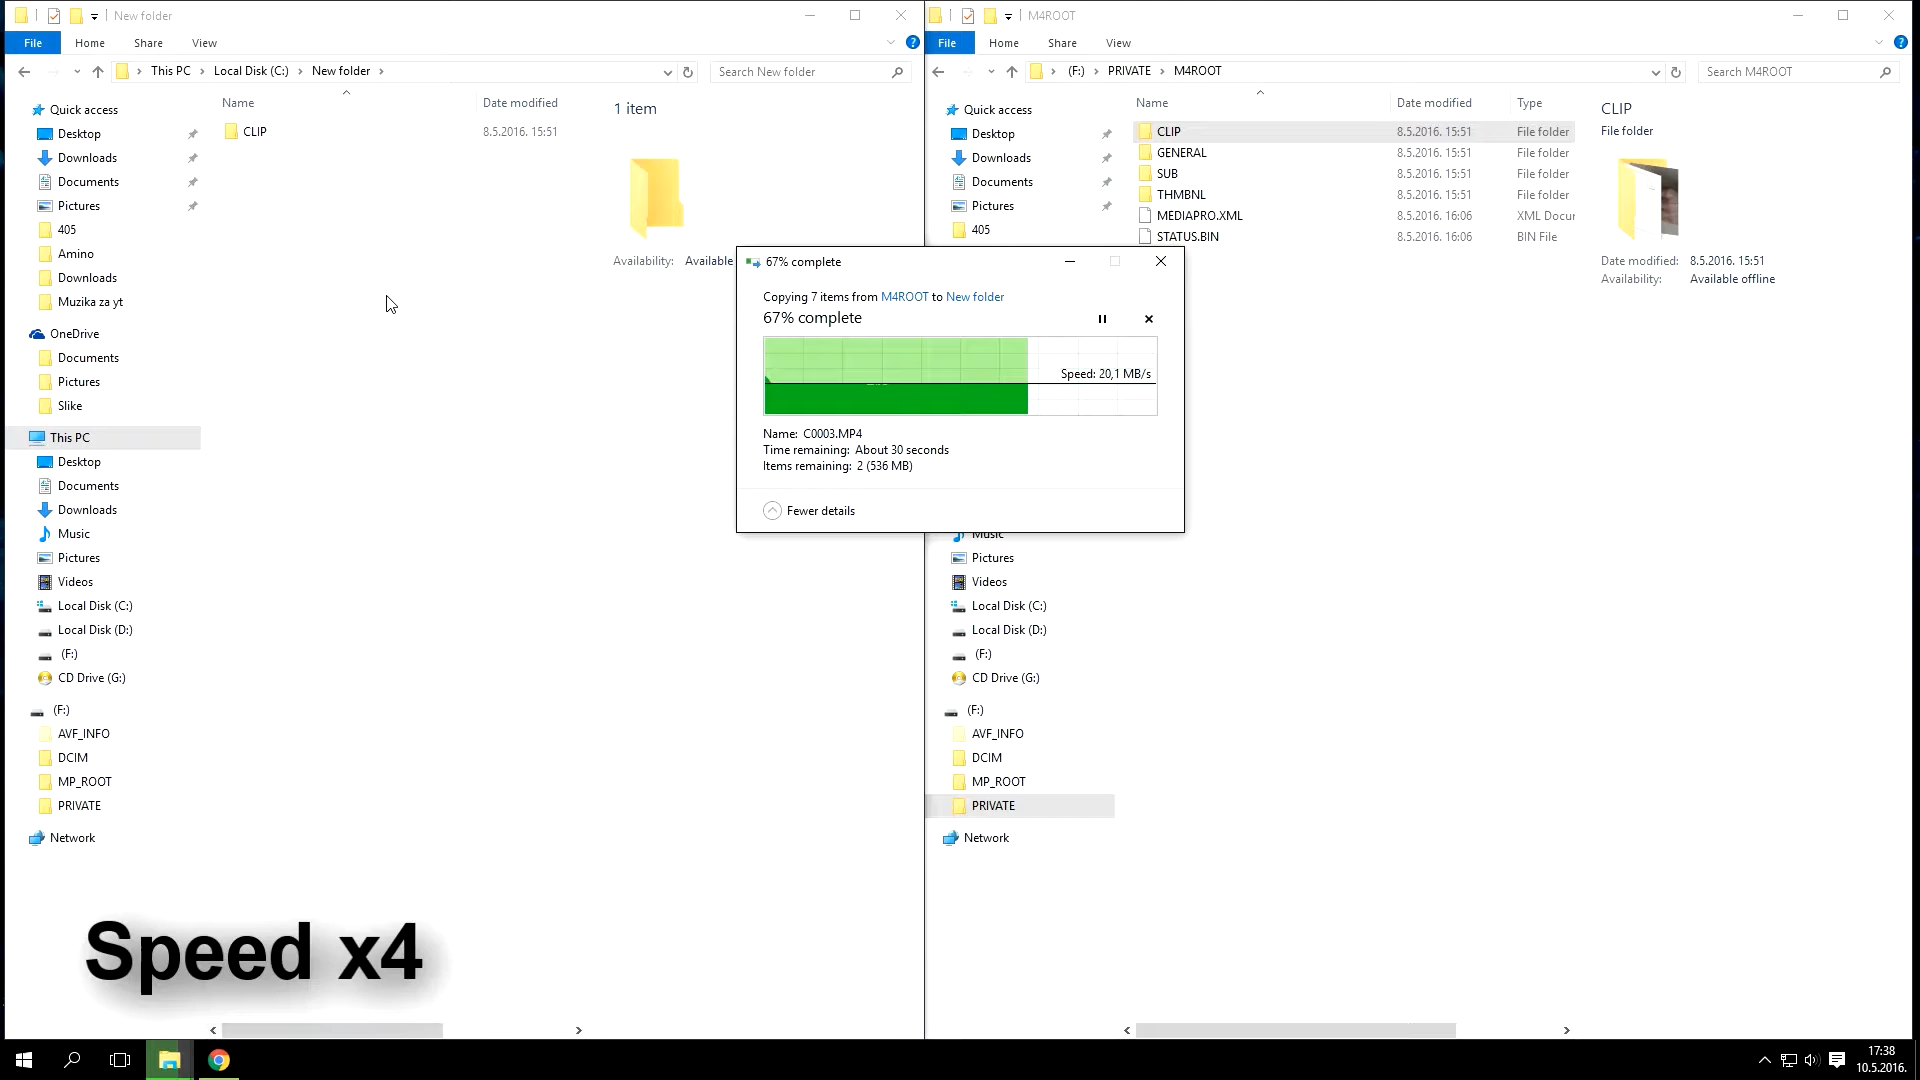 New folder
File
Home
Share
View
This PC
Local Disk (C:)
New folder
Search New folder
Name
Date modified
CLIP
8.5.2016. 15:51
1 item
Availability: Available
Quick access
Desktop
Downloads
Documents
Pictures
405
Amino
Downloads
Muzika za yt
OneDrive
Documents
Pictures
Slike
This PC
Desktop
Documents
Downloads
Music
Pictures
Videos
Local Disk (C:)
Local Disk (D:)
(F:)
CD Drive (G:)
(F:)
AVF_INFO
DCIM
MP_ROOT
PRIVATE
Network
Speed x4
M4ROOT
File
Home
Share
View
(F:)
PRIVATE
M4ROOT
Search M4ROOT
Quick access
Desktop
Downloads
Documents
Pictures
405
Name
Date modified
Type
CLIP 8.5.2016. 15:51 File folder
GENERAL 8.5.2016. 15:51 File folder
SUB 8.5.2016. 15:51 File folder
THMBNL 8.5.2016. 15:51 File folder
MEDIAPRO.XML 8.5.2016. 16:06 XML Docu
STATUS.BIN 8.5.2016. 16:06 BIN File
CLIP
File folder
Date modified: 8.5.2016. 15:51
Availability: Available offline
67% complete
Copying 7 items from M4ROOT to New folder
67% complete
Speed: 20,1 MB/s
Name: C0003.MP4
Time remaining: About 30 seconds
Items remaining: 2 (536 MB)
Fewer details
Music
Pictures
Videos
Local Disk (C:)
Local Disk (D:)
(F:)
CD Drive (G:)
(F:)
AVF_INFO
DCIM
MP_ROOT
PRIVATE
Network
17:38
10.5.2016.